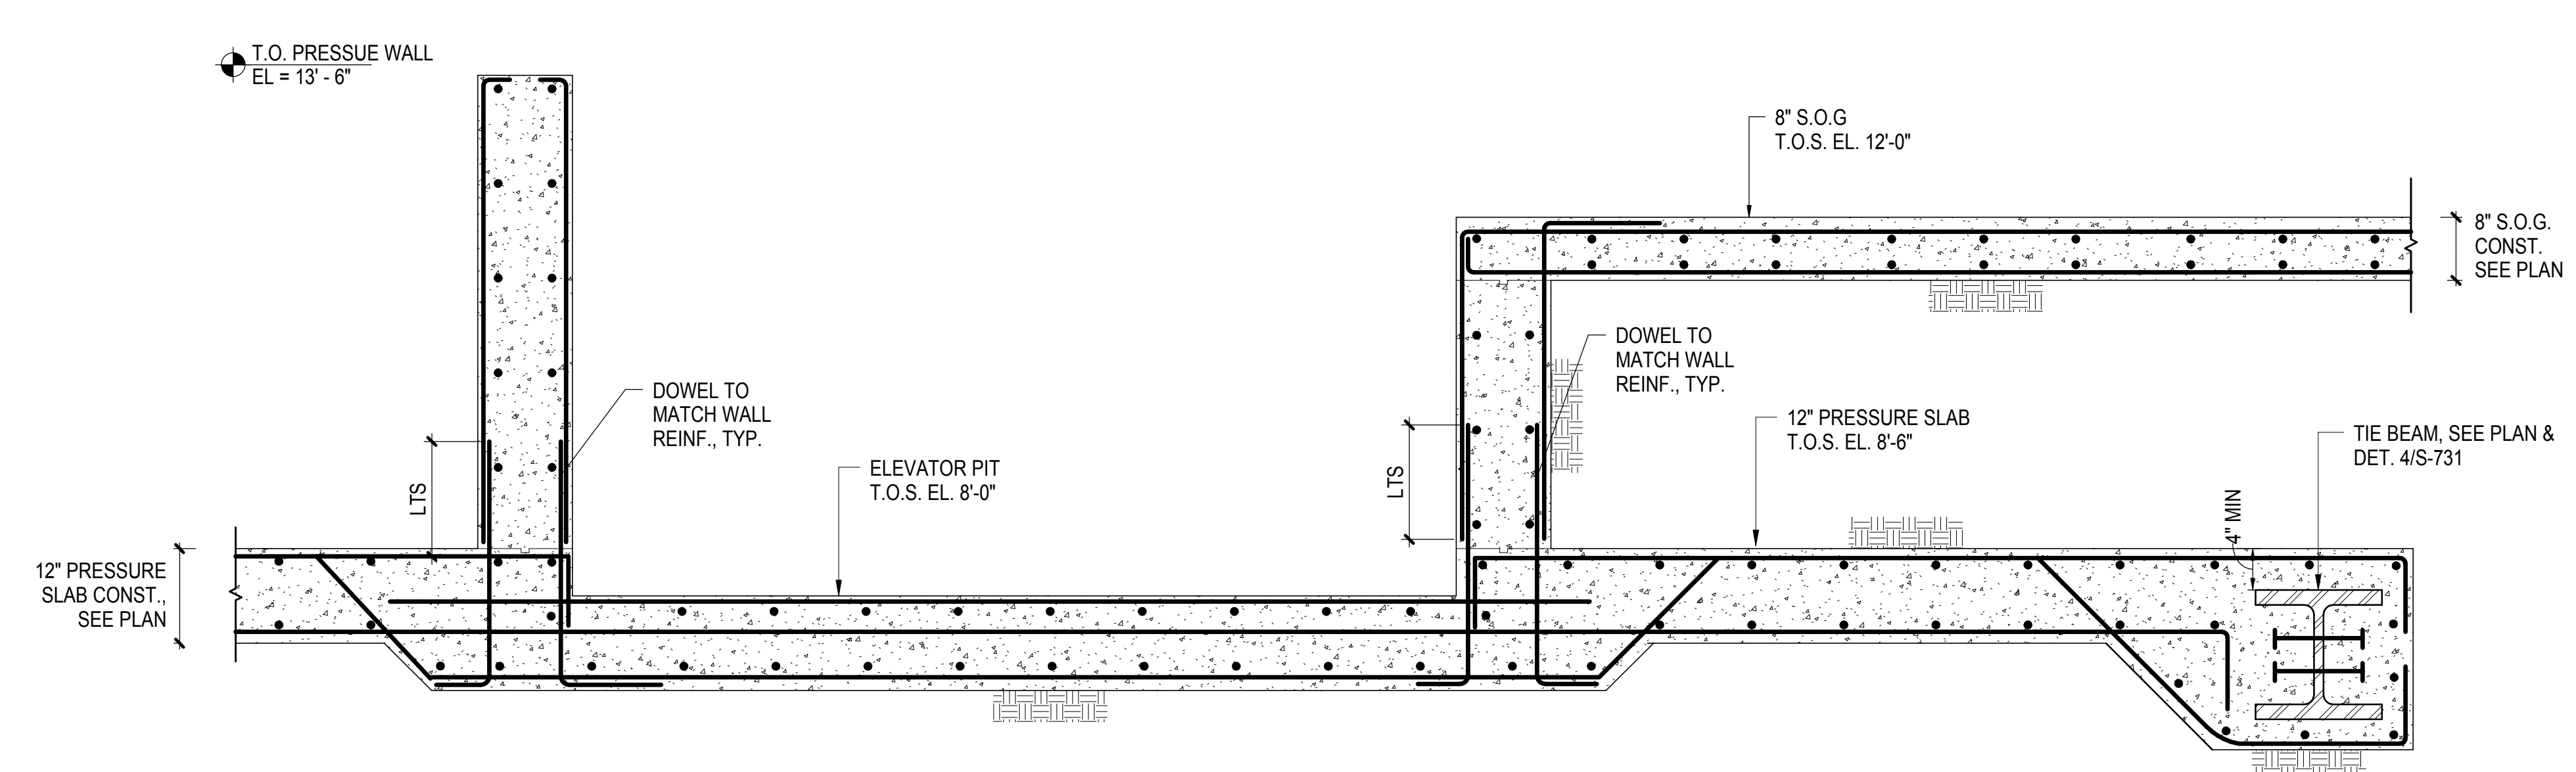 T.O. PRESSUE WALL
EL = 13' - 6"
8" S.O.G
T.O.S. EL. 12'-0"
8" S.O.G.
CONST.
SEE PLAN
DOWEL TO
MATCH WALL
REINF., TYP.
DOWEL TO
MATCH WALL
REINF., TYP.
12" PRESSURE SLAB
T.O.S. EL. 8'-6"
TIE BEAM, SEE PLAN &
DET. 4/S-731
ELEVATOR PIT
T.O.S. EL. 8'-0"
LTS
LTS
4" MIN
12" PRESSURE
SLAB CONST.,
SEE PLAN